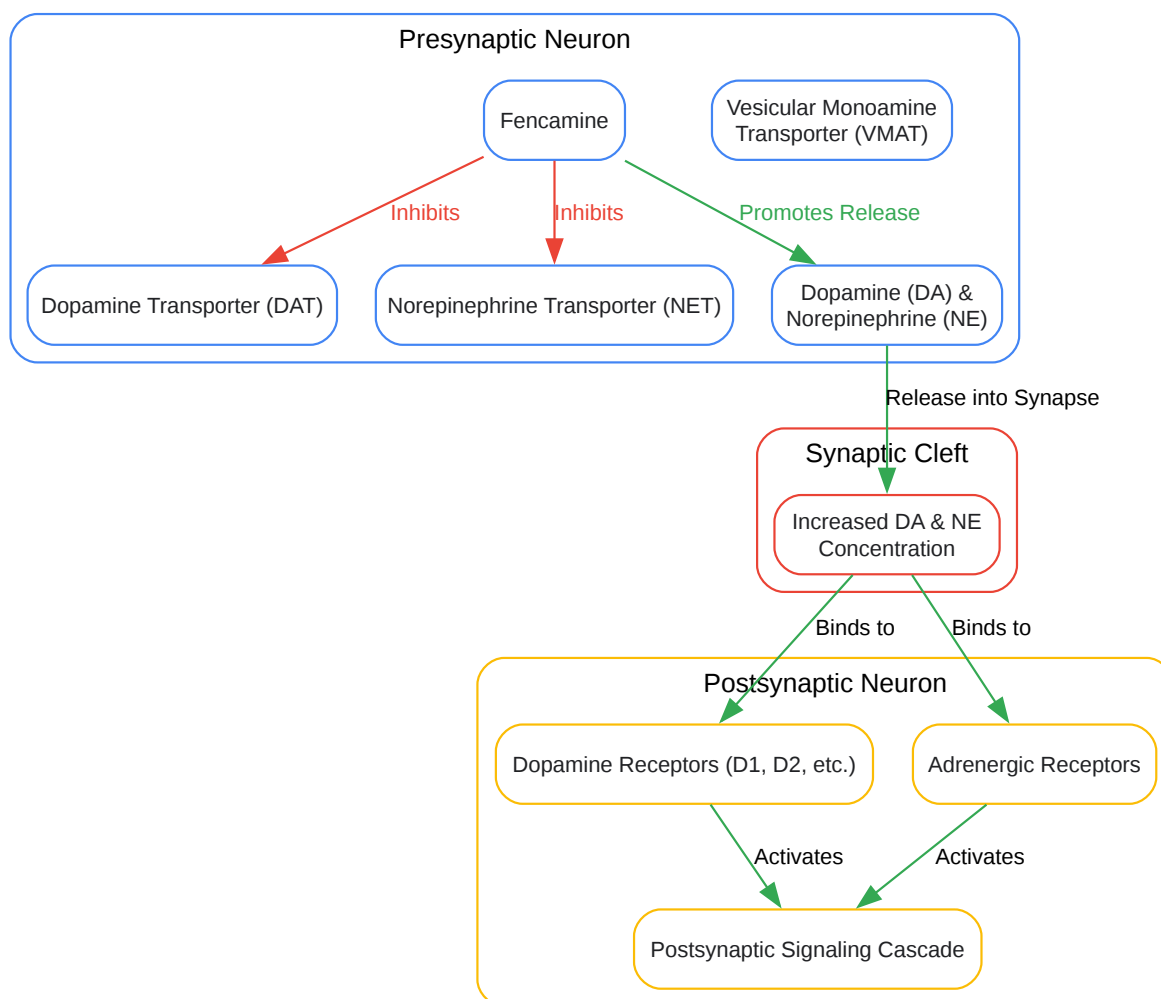 Presynaptic Neuron
Fencamine
Vesicular Monoamine
Transporter (VMAT)
Inhibits
Inhibits
Promotes Release
Dopamine Transporter (DAT)
Norepinephrine Transporter (NET)
Dopamine (DA) &
Norepinephrine (NE)
Release into Synapse
Synaptic Cleft
Increased DA & NE
Concentration
Binds to
Binds to
Postsynaptic Neuron
Dopamine Receptors (D1, D2, etc.)
Adrenergic Receptors
Activates
Activates
Postsynaptic Signaling Cascade